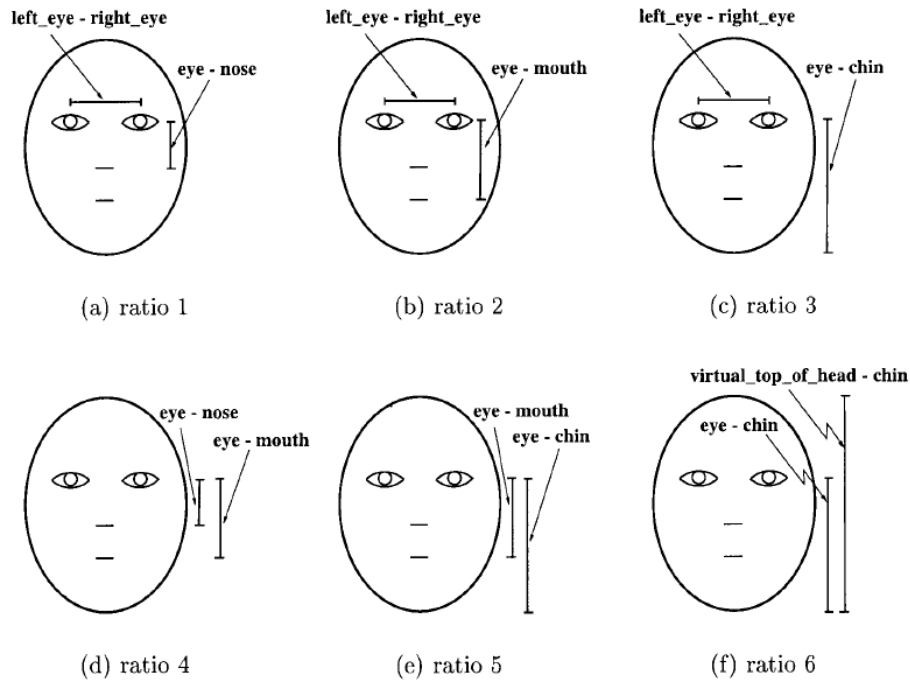 left_eye - right_eye
eye - nose
(a) ratio 1
left_eye - right_eye
eye - mouth
(b) ratio 2
left_eye - right_eye
eye - chin
(c) ratio 3
eye - nose
eye - mouth
(d) ratio 4
eye - mouth
eye - chin
(e) ratio 5
virtual_top_of_head - chin
eye - chin
(f) ratio 6